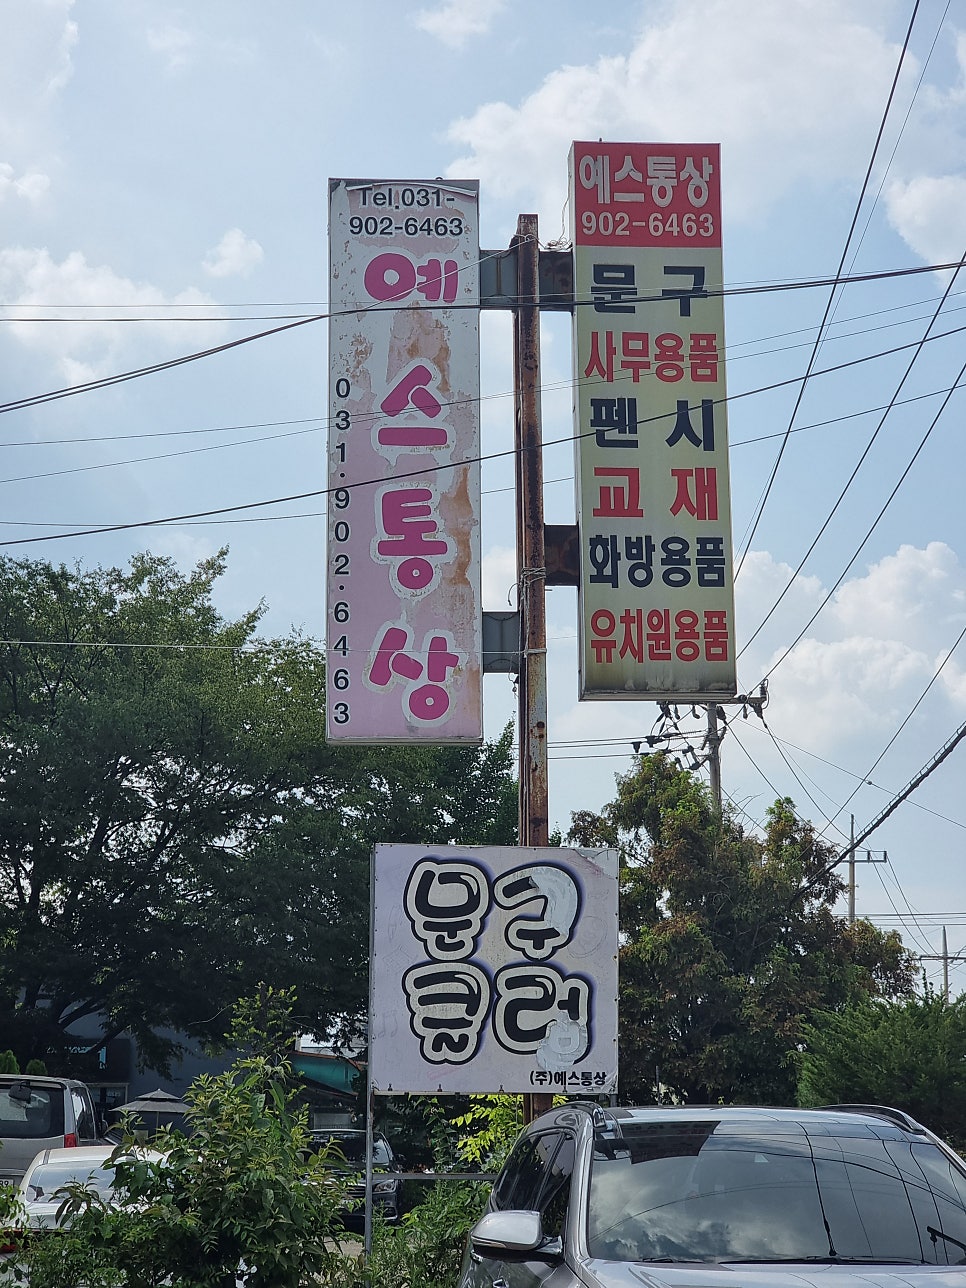 Tel.031-
902-6463
예스통상
031·902·6463
예스통상
902-6463
문구
사무용품
펜시
교재
화방용품
유치원용품
문구
클럽
(주)예스통상